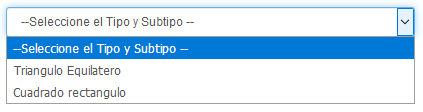 --Seleccione el Tipo y Subtipo --
--Seleccione el Tipo y Subtipo --
Triangulo Equilatero
Cuadrado rectangulo